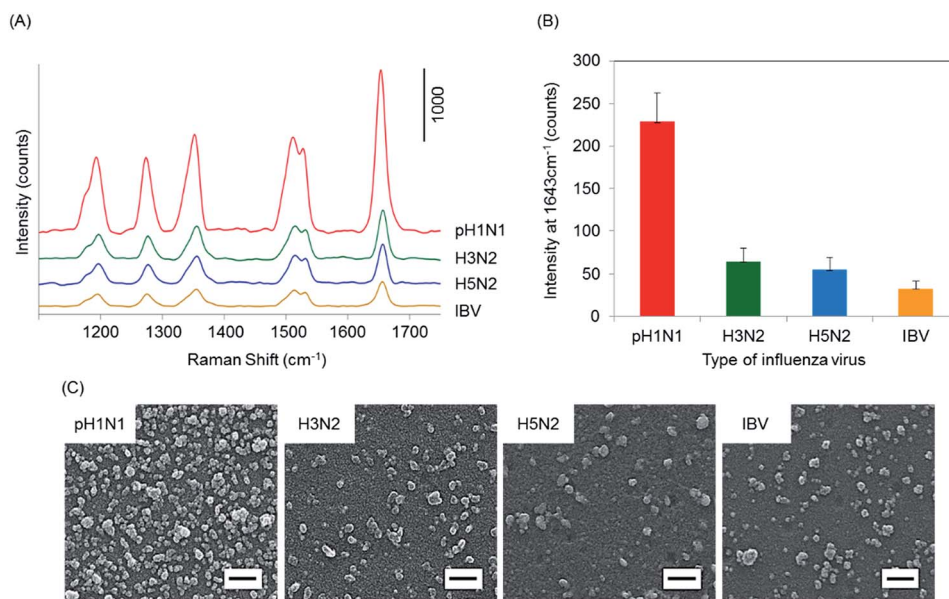 (A)
Intensity (counts)
1000
pH1N1
H3N2
H5N2
IBV
1200 1300 1400 1500 1600 1700
Raman Shift (cm⁻¹)
(B)
Intensity at 1643cm⁻¹ (counts)
300
250
200
150
100
50
0
pH1N1 H3N2 H5N2 IBV
Type of influenza virus
(C)
pH1N1 H3N2 H5N2 IBV